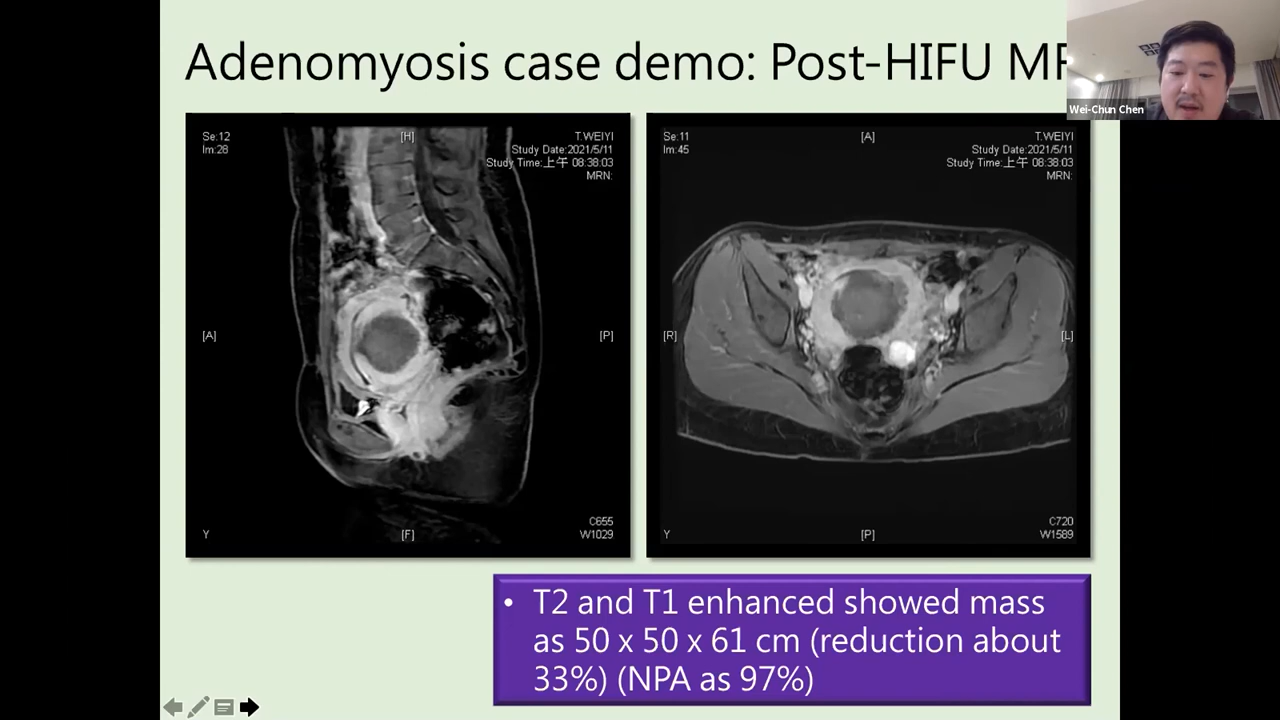 Adenomyosis case demo: Post-HIFU MR
Wei-Chun Chen
Se:12
Im:28
[H]
T.WEIYI
Study Date:2021/5/11
Study Time:上午 08:38:03
MRN:
[A]
[P]
C655
W1029
Y
[F]
Se:11
Im:45
[A]
T.WEIYI
Study Date:2021/5/11
Study Time:上午 08:38:03
MRN:
[R]
[L]
C720
W1589
Y
[P]
• T2 and T1 enhanced showed mass
as 50 x 50 x 61 cm (reduction about
33%) (NPA as 97%)